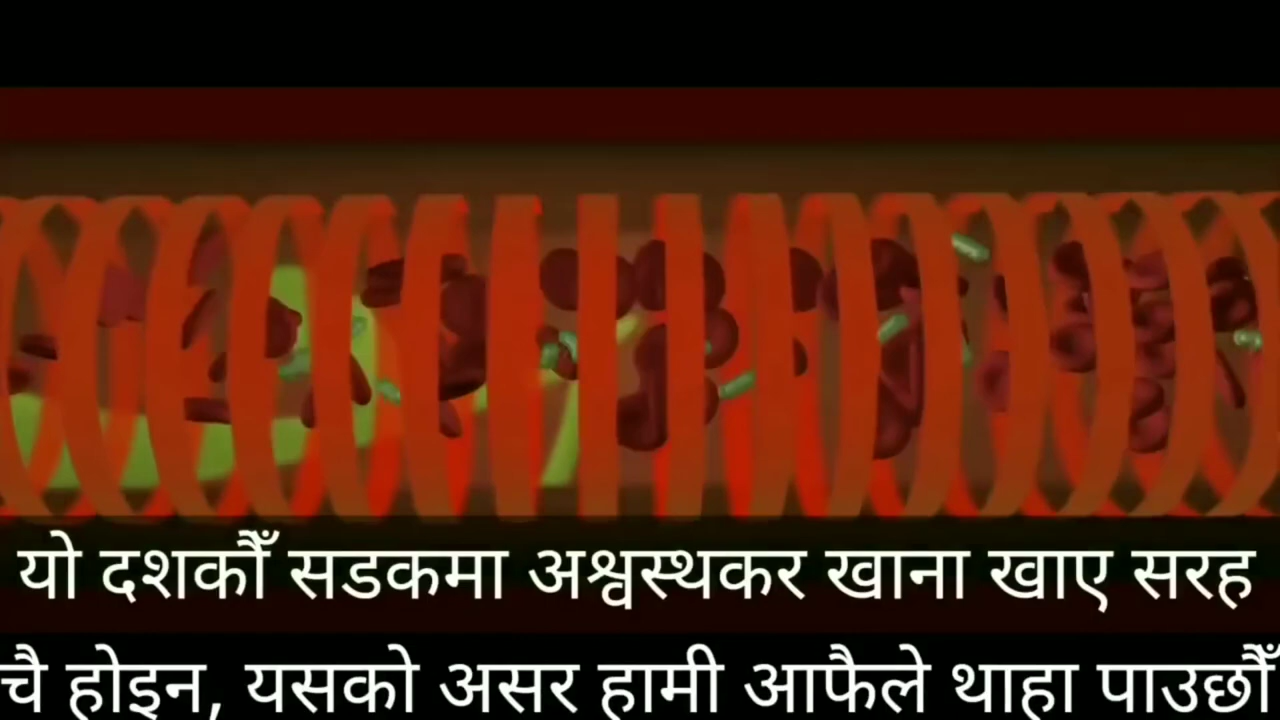 यो दशकौँ सडकमा अश्वस्थकर खाना खाए सरह
चै होइन, यसको असर हामी आफैले थाहा पाउछौँ